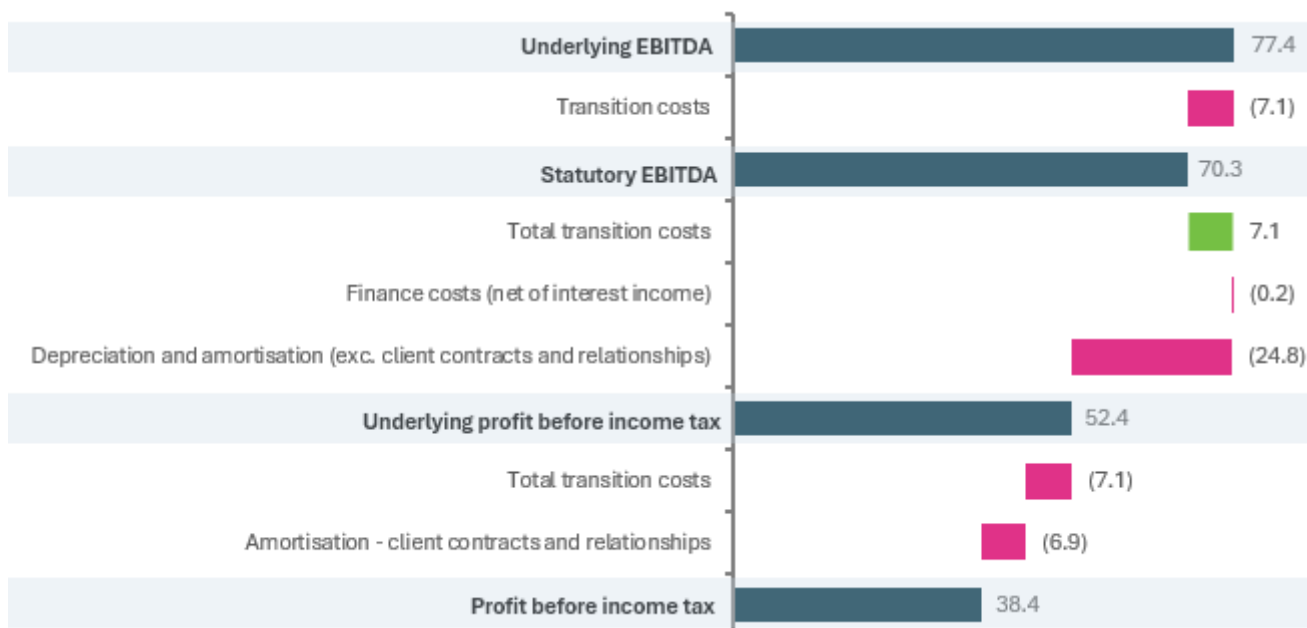 Underlying EBITDA 77.4
Transition costs (7.1)
Statutory EBITDA 70.3
Total transition costs 7.1
Finance costs (net of interest income) (0.2)
Depreciation and amortisation (exc. client contracts and relationships) (24.8)
Underlying profit before income tax 52.4
Total transition costs (7.1)
Amortisation - client contracts and relationships (6.9)
Profit before income tax 38.4